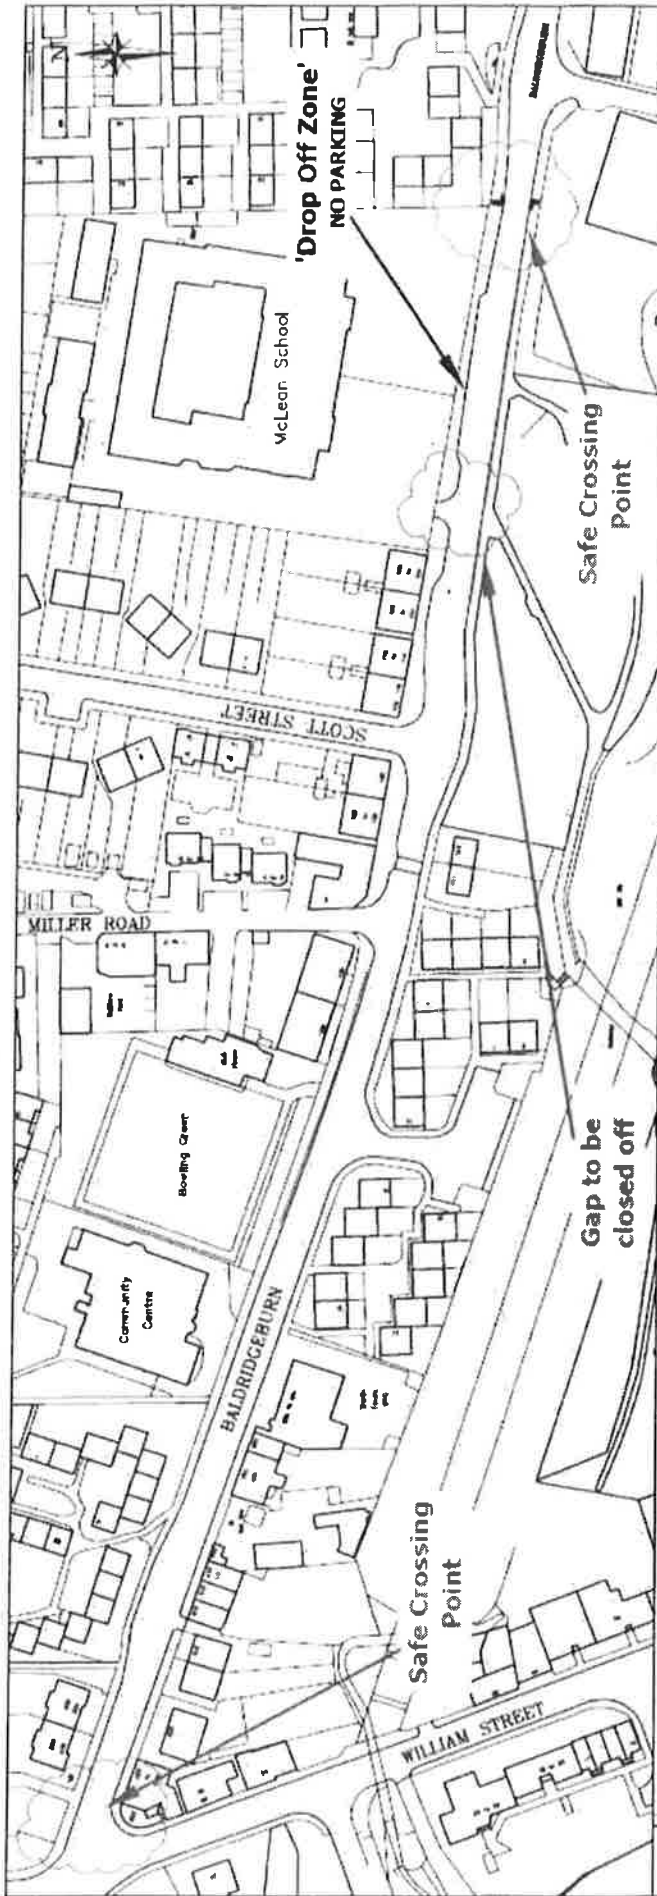 N
'Drop Off Zone'
NO PARKING
McLean School
BALDRIDGEBURN
Safe Crossing
Point
SCOTT STREET
MILLER ROAD
Bowling Green
Community
Centre
BALDRIDGEBURN
Gap to be
closed off
Safe Crossing
Point
WILLIAM STREET